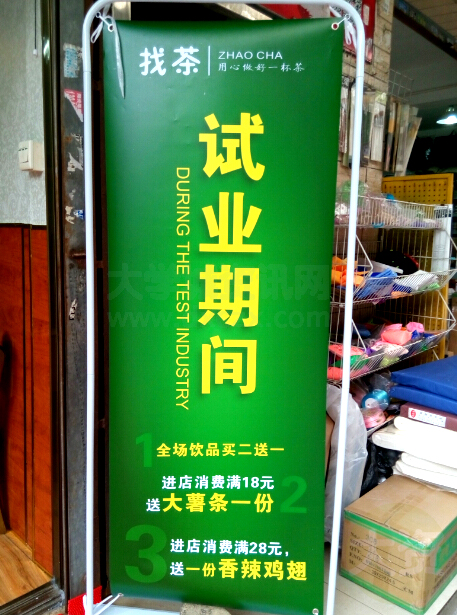 找茶
ZHAO CHA
用心做好一杯茶
试业期间
DURING THE TEST INDUSTRY
1 全场饮品买二送一
2 进店消费满18元
送大薯条一份
3 进店消费满28元，
送一份香辣鸡翅